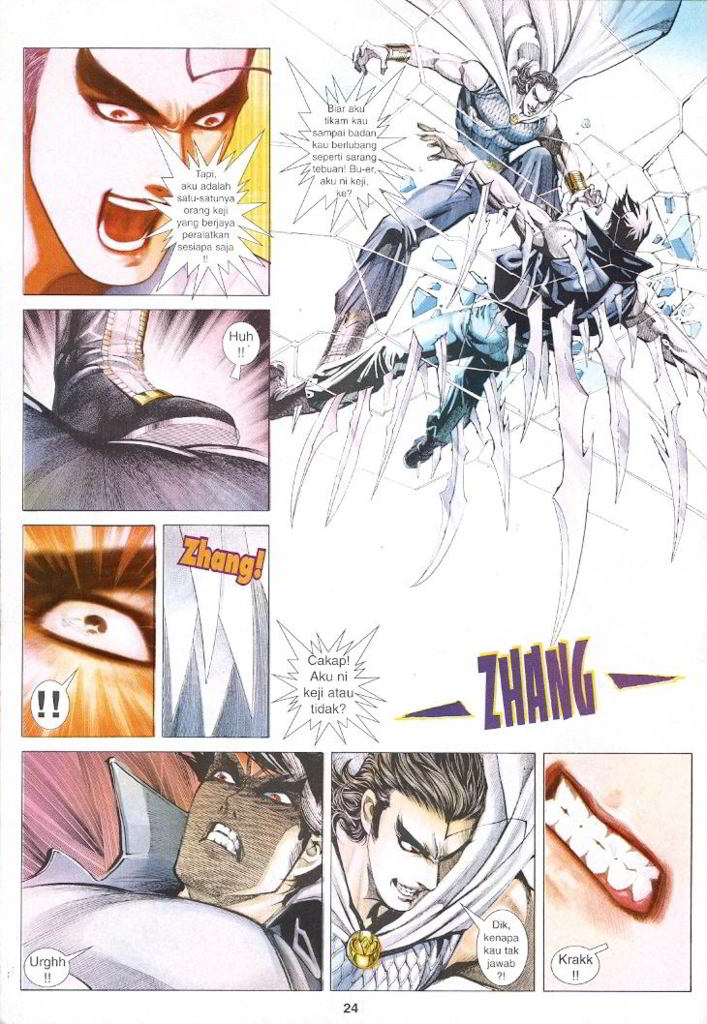 Tapi,
aku adalah
satu-satunya
orang keji
yang berjaya
peralatkan
sesiapa saja
!!
Biar aku
tikam kau
sampai badan
kau berlubang
seperti sarang
tebuan! Bu-er,
aku ni keji,
ke?
Huh
!!
!!
Zhang!
Cakap!
Aku ni
keji atau
tidak?
ZHANG
Urghh
!!
Dik,
kenapa
kau tak
jawab
?!
Krakk
!!
24